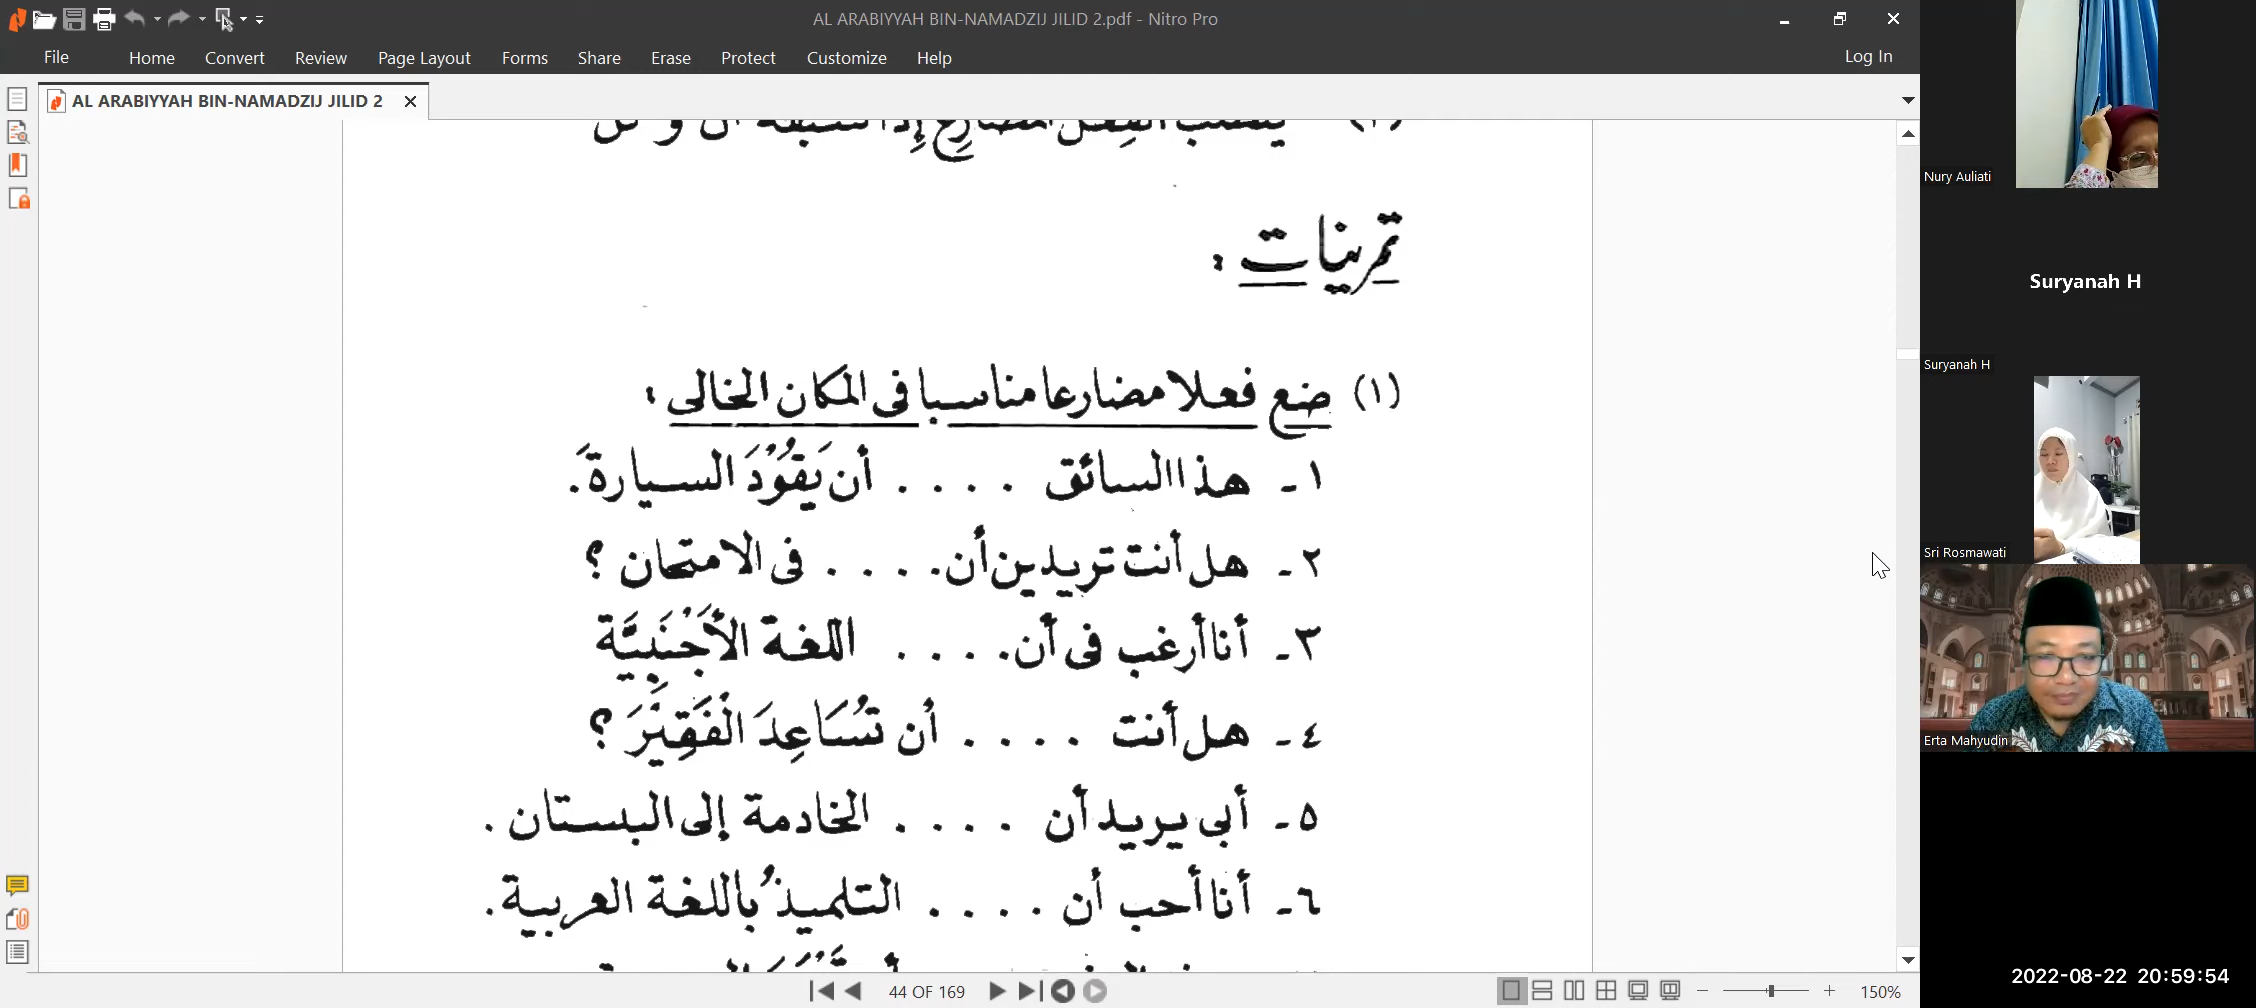 AL ARABIYYAH BIN-NAMADZIJ JILID 2.pdf - Nitro Pro
File Home Convert Review Page Layout Forms Share Erase Protect Customize Help Log In
AL ARABIYYAH BIN-NAMADZIJ JILID 2
تمرينات :
(١) ضع فعلا مضارعا مناسبا فى المكان الخالى :
١ - هذا السائق . . . . أن يَقُوْدَ السيارةَ .
٢ - هل أنت تريدين أن . . . . فى الامتحان ؟
٣ - أنا أرغب فى أن . . . . اللغة الأَجْنَبِيَّة
٤ - هل أنت . . . . أن تُسَاعِدَ الْفَقِيْرَ ؟
٥ - أبي يريد أن . . . . الخادمة إلى البستان .
٦ - أنا أحب أن . . . . التلميذُ باللغة العربية .
44 OF 169
150%
Nury Auliati
Suryanah H
Suryanah H
Sri Rosmawati
Erta Mahyudin
2022-08-22 20:59:54